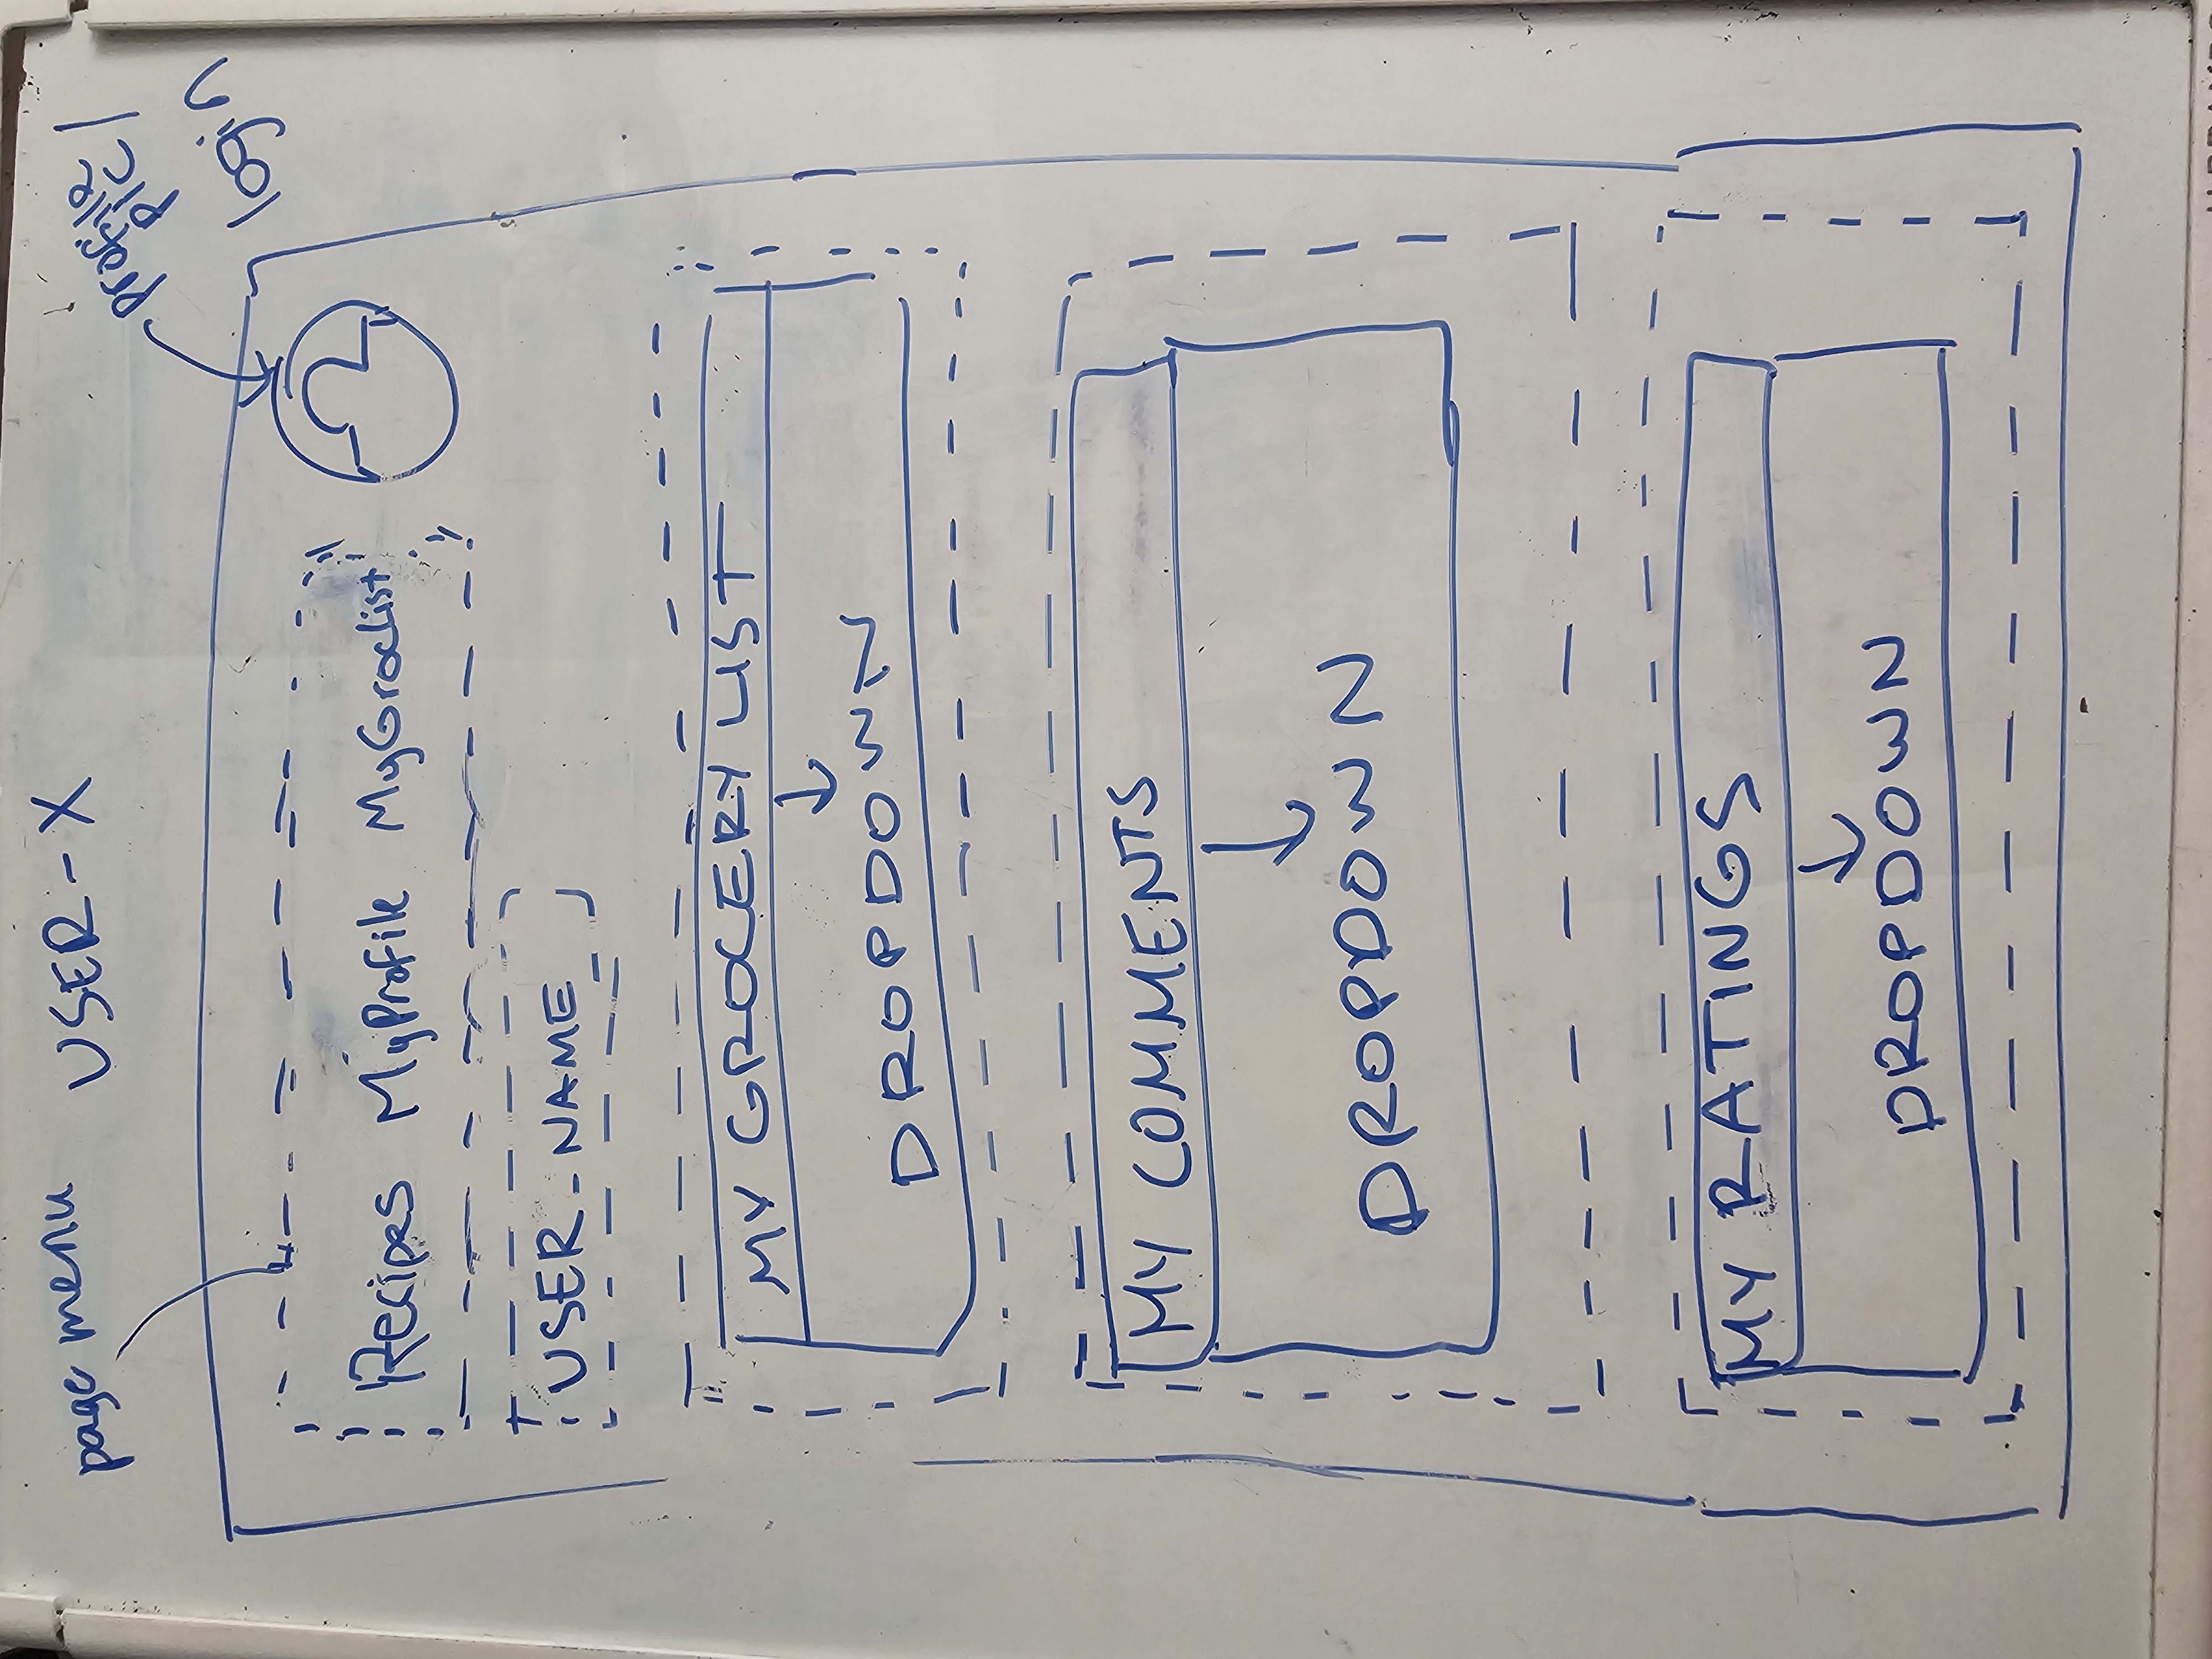 page menu
USER-X
profile
pic /
login
Recipes MyProfile MyGroclist
USER_NAME
MY GROCERY LIST
DROPDOWN
MY COMMENTS
DROPDOWN
MY RATINGS
DROPDOWN